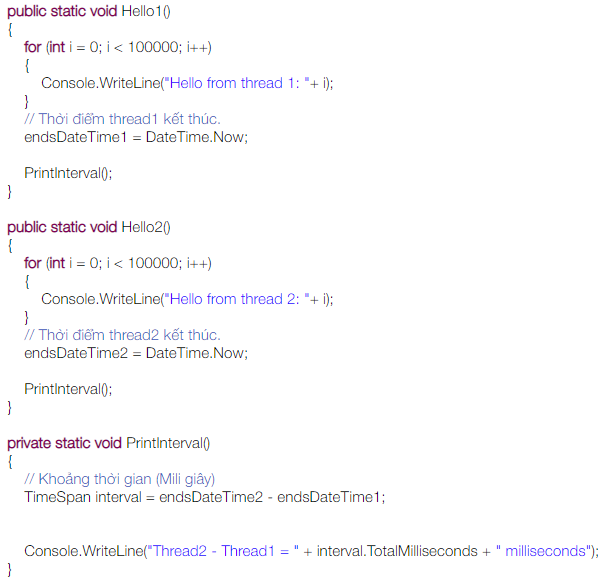 public static void Hello1()
{
for (int i = 0; i < 100000; i++)
{
Console.WriteLine("Hello from thread 1: "+ i);
}
// Thời điểm thread1 kết thúc.
endsDateTime1 = DateTime.Now;
PrintInterval();
}
public static void Hello2()
{
for (int i = 0; i < 100000; i++)
{
Console.WriteLine("Hello from thread 2: "+ i);
}
// Thời điểm thread2 kết thúc.
endsDateTime2 = DateTime.Now;
PrintInterval();
}
private static void PrintInterval()
{
// Khoảng thời gian (Mili giây)
TimeSpan interval = endsDateTime2 - endsDateTime1;
Console.WriteLine("Thread2 - Thread1 = " + interval.TotalMilliseconds + " milliseconds");
}